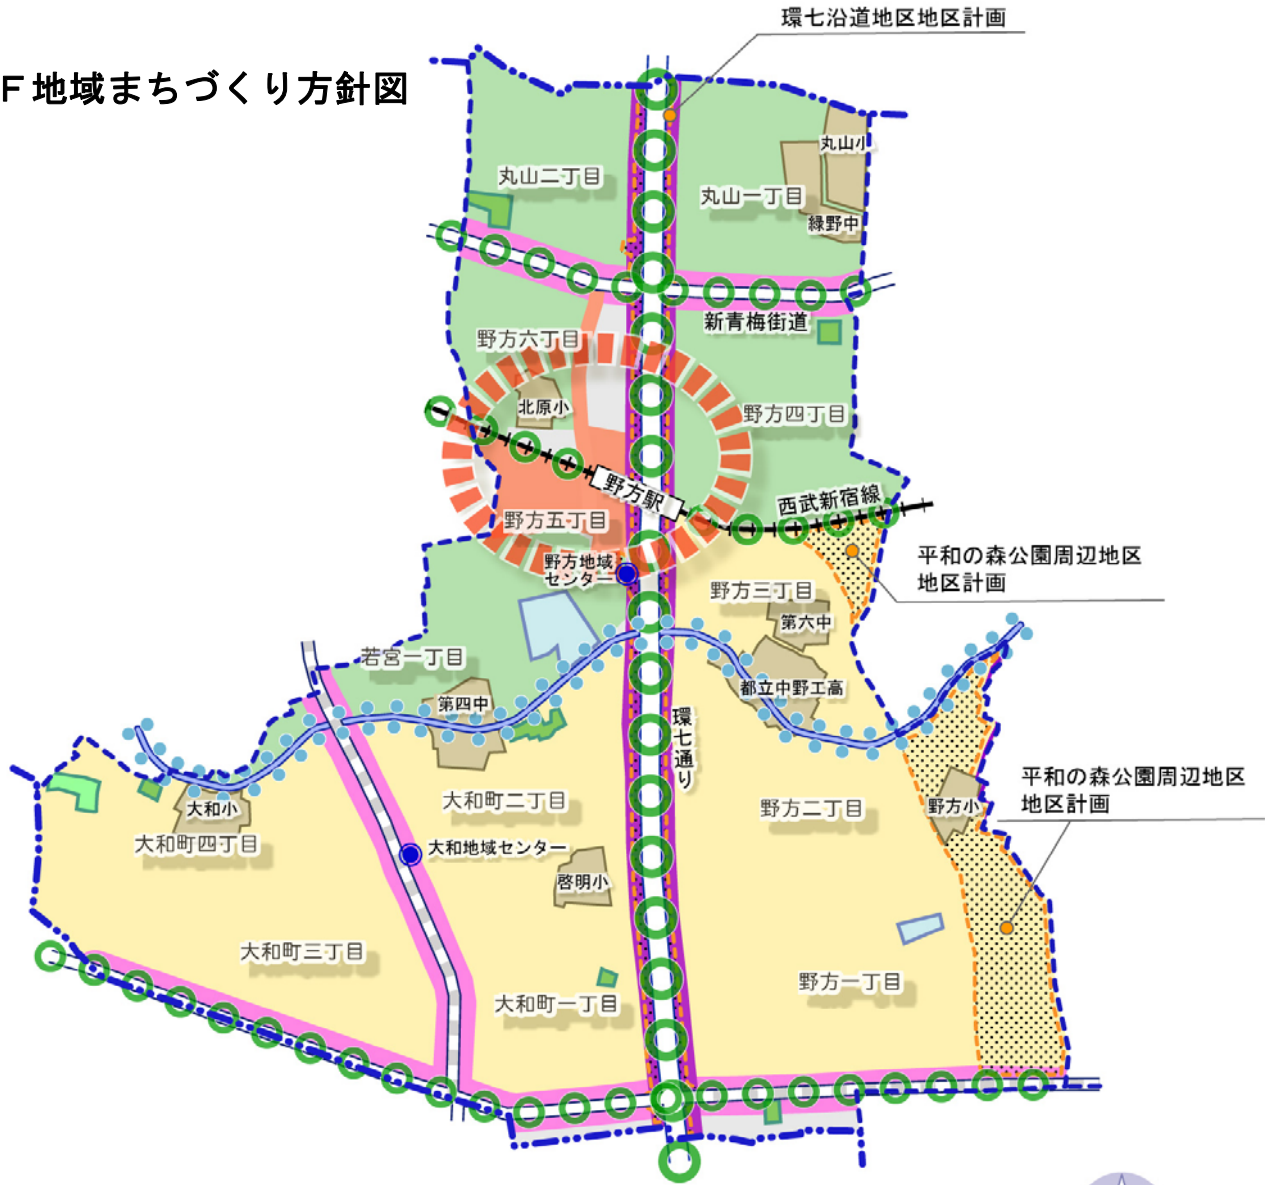 環七沿道地区地区計画
F地域まちづくり方針図
丸山小
丸山二丁目
丸山一丁目
緑野中
新青梅街道
野方六丁目
北原小
野方四丁目
野方駅
西武新宿線
野方五丁目
平和の森公園周辺地区
地区計画
野方地域
センター
野方三丁目
第六中
若宮一丁目
都立中野工高
第四中
環七通り
平和の森公園周辺地区
地区計画
大和小
大和町二丁目
野方二丁目
野方小
大和町四丁目
大和地域センター
啓明小
大和町三丁目
野方一丁目
大和町一丁目